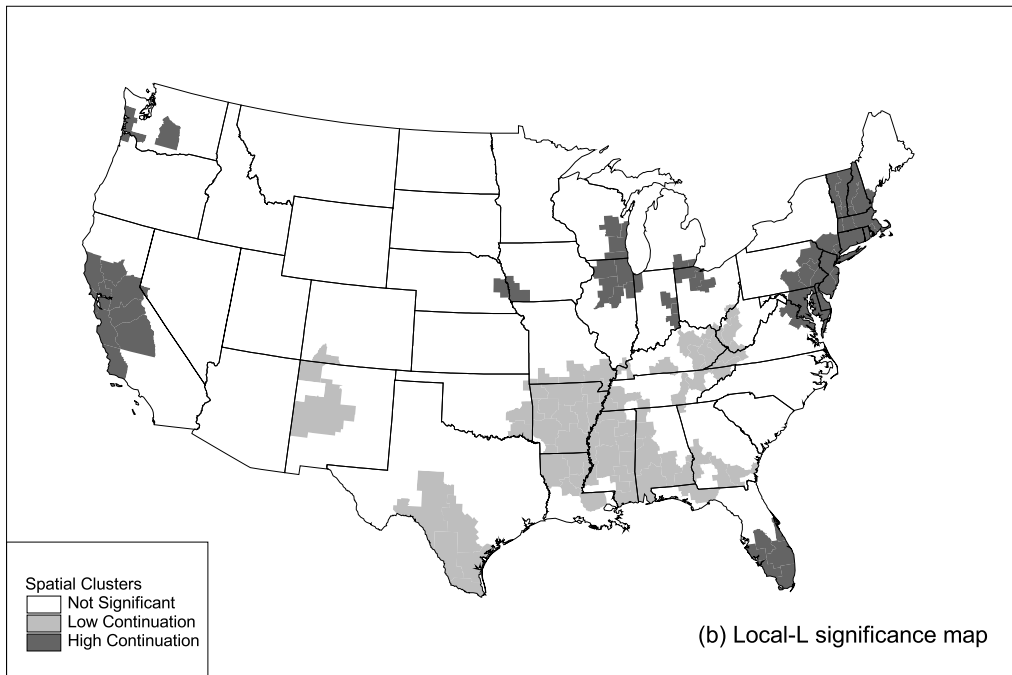 Spatial Clusters
Not Significant
Low Continuation
High Continuation
(b) Local-L significance map